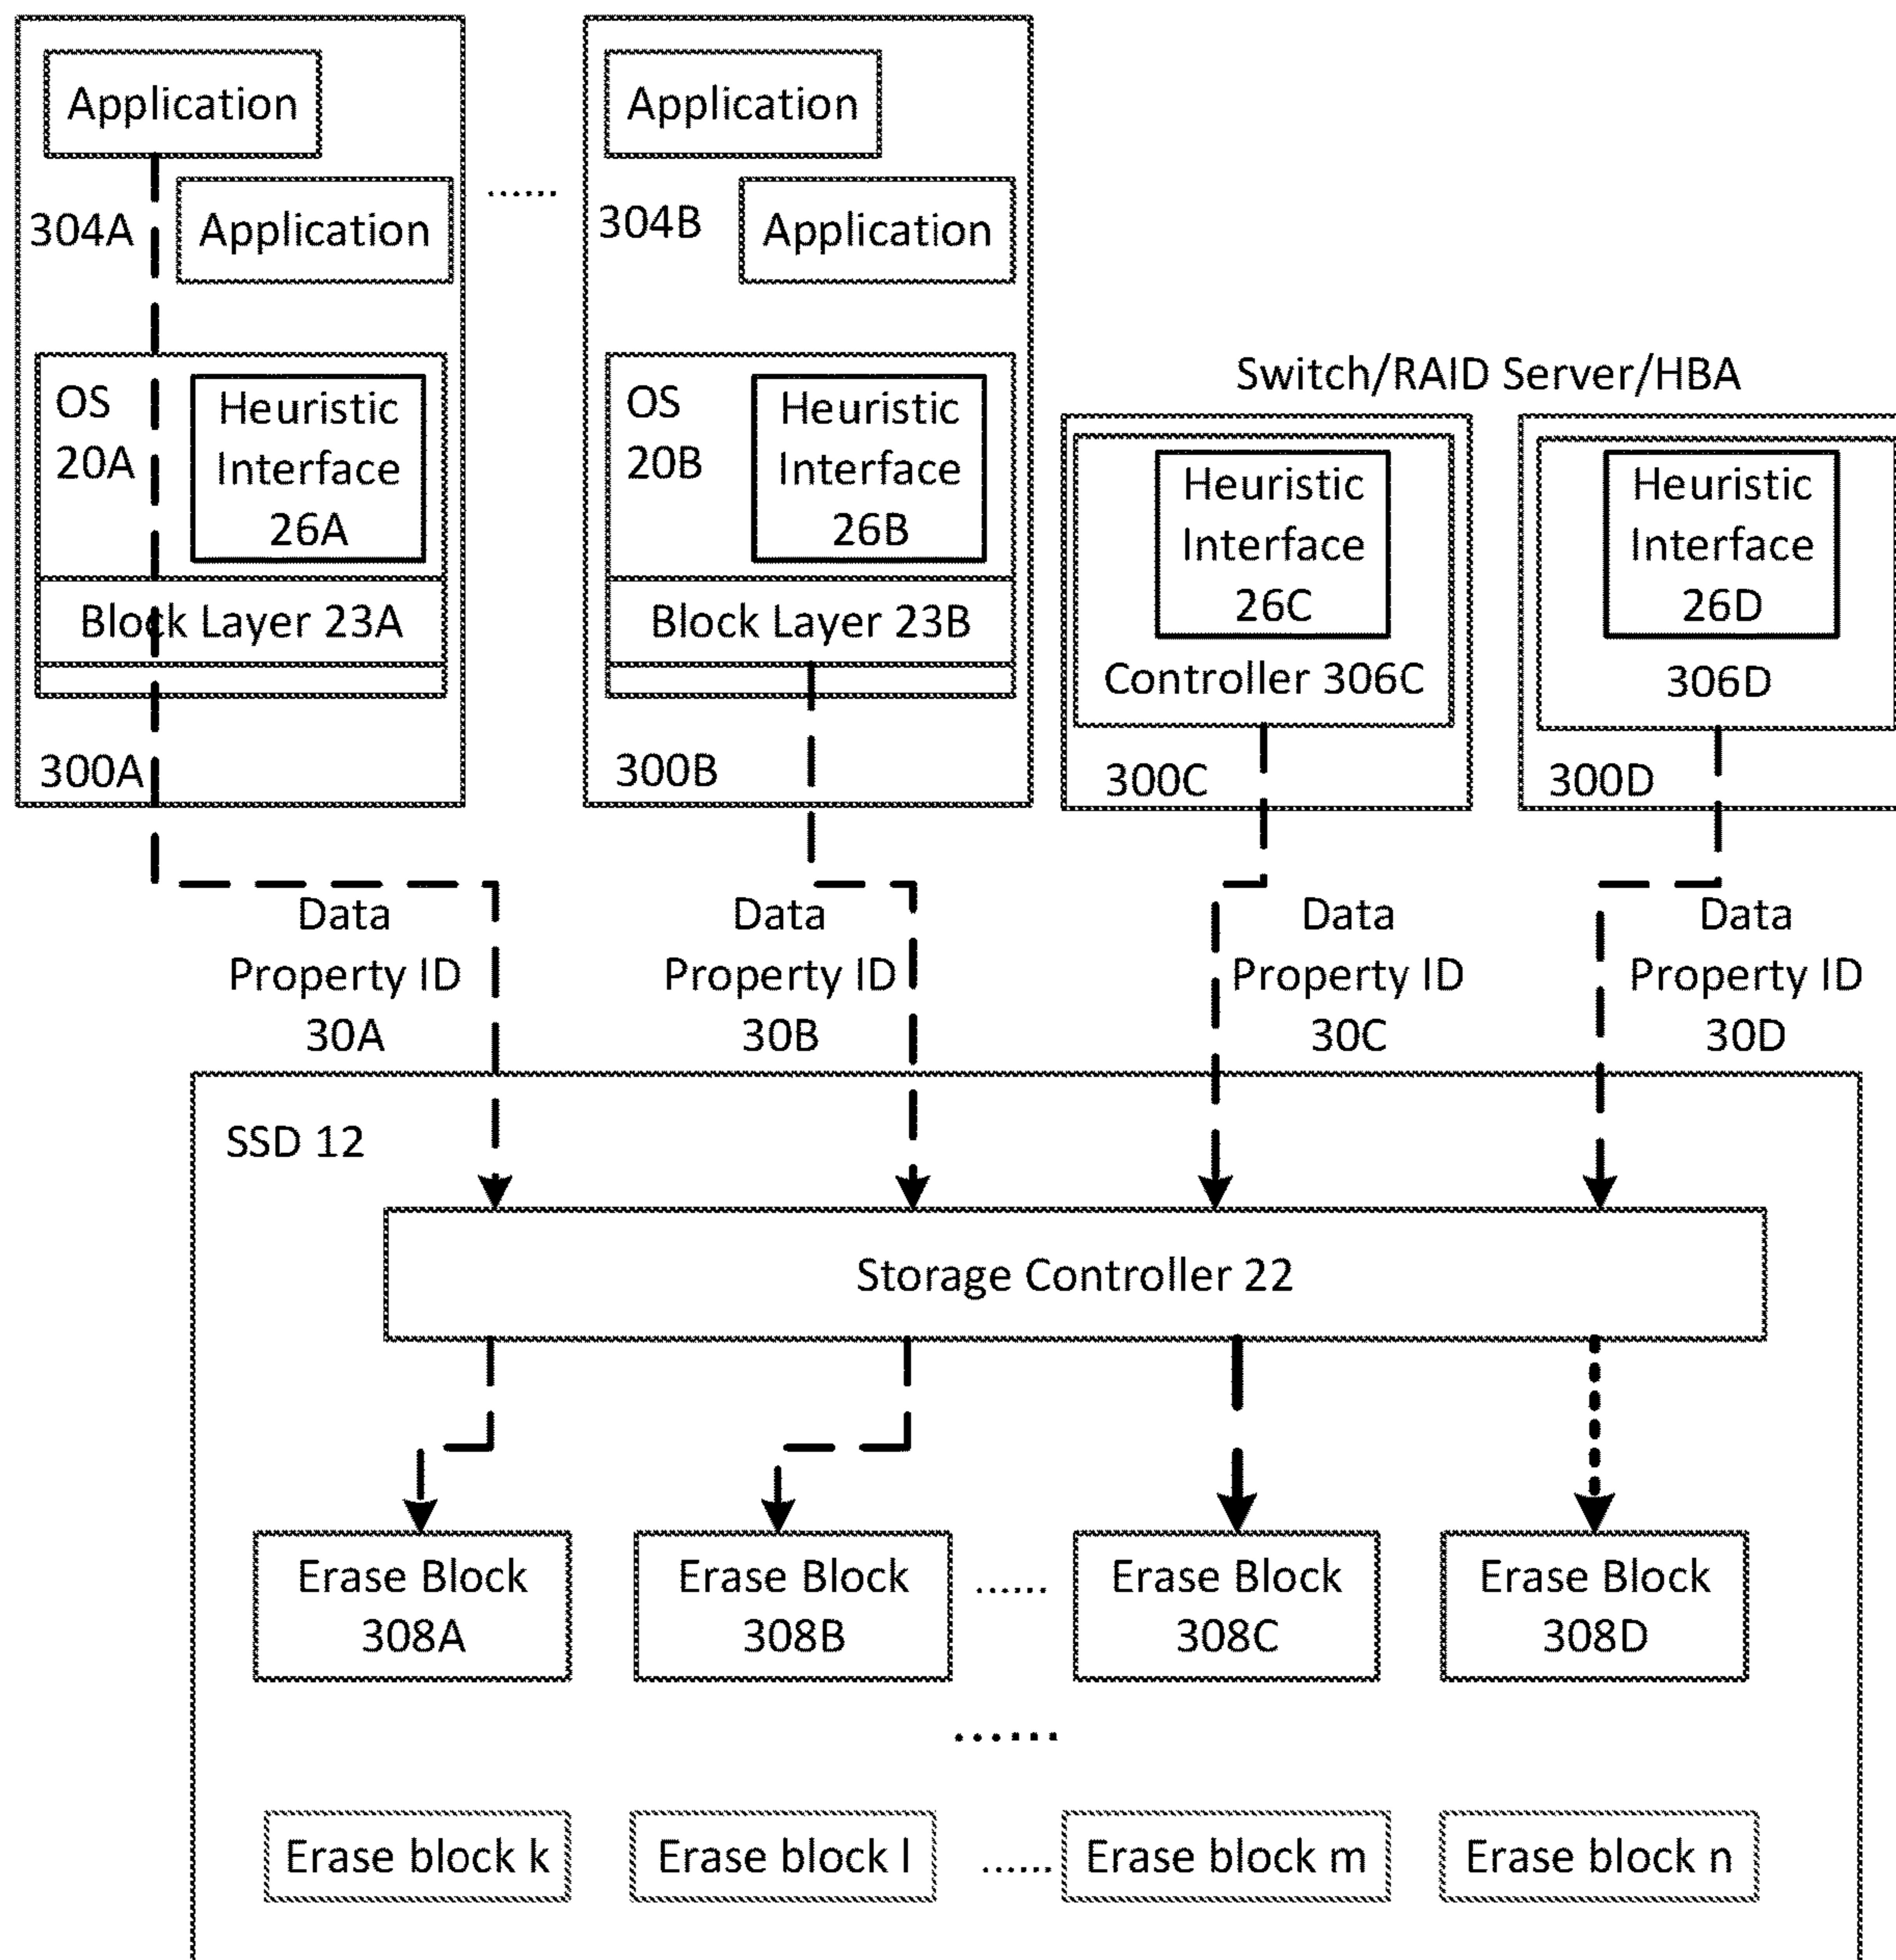 Application
Application
304A
Application
......
304B
Application
Switch/RAID Server/HBA
OS
20A
Heuristic
Interface
26A
OS
20B
Heuristic
Interface
26B
Heuristic
Interface
26C
Heuristic
Interface
26D
Block Layer 23A
Block Layer 23B
Controller 306C
306D
300A
300B
300C
300D
Application
Data
Property ID
30A
Data
Property ID
30B
Data
Property ID
30C
Data
Property ID
30D
SSD 12
Storage Controller 22
Erase Block
308A
Erase Block
308B
......
Erase Block
308C
Erase Block
308D
......
Erase block k
Erase block l
......
Erase block m
Erase block n